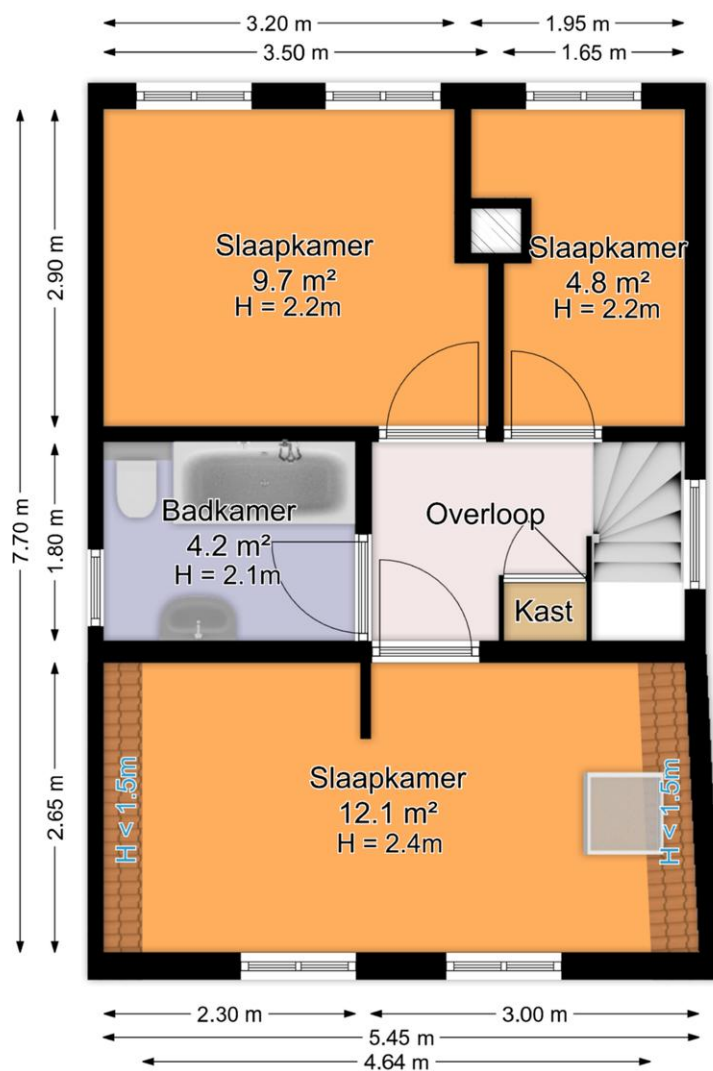 3.20 m
1.95 m
3.50 m
1.65 m
Slaapkamer
9.7 m²
H = 2.2m
Slaapkamer
4.8 m²
H = 2.2m
2.90 m
7.70 m
1.80 m
Badkamer
4.2 m²
H = 2.1m
Overloop
Kast
2.65 m
H < 1.5m
Slaapkamer
12.1 m²
H = 2.4m
H < 1.5m
2.30 m
3.00 m
5.45 m
4.64 m